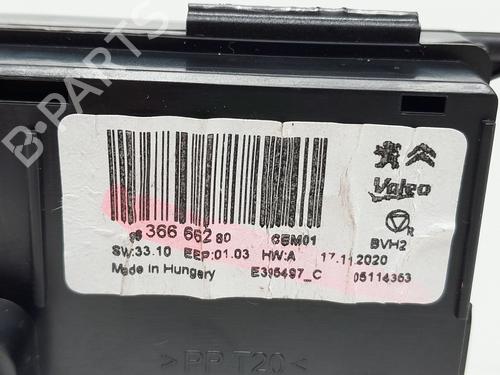 B-PARTS
Valeo
R
98 366 662 80 CEM01 BVH2
SW:33.10 EEP:01.03 HW:A 17.11.2020
Made in Hungary E395497_C 05114363
>PP T20<